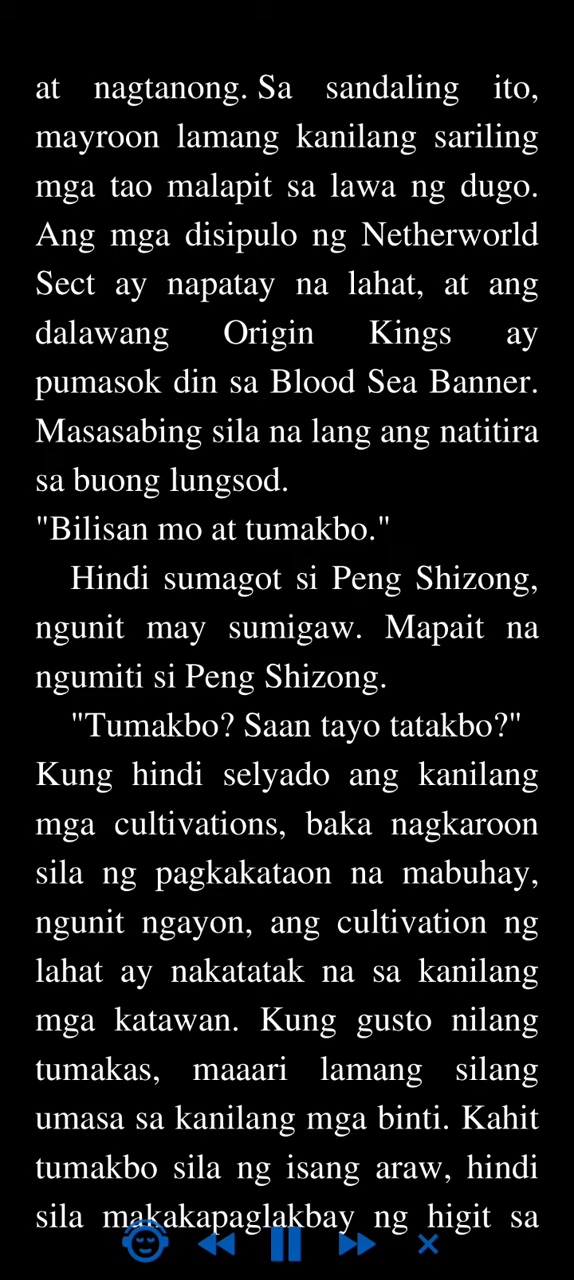 at nagtanong. Sa sandaling ito,
mayroon lamang kanilang sariling
mga tao malapit sa lawa ng dugo.
Ang mga disipulo ng Netherworld
Sect ay napatay na lahat, at ang
dalawang Origin Kings ay
pumasok din sa Blood Sea Banner.
Masasabing sila na lang ang natitira
sa buong lungsod.
"Bilisan mo at tumakbo."
Hindi sumagot si Peng Shizong,
ngunit may sumigaw. Mapait na
ngumiti si Peng Shizong.
"Tumakbo? Saan tayo tatakbo?"
Kung hindi selyado ang kanilang
mga cultivations, baka nagkaroon
sila ng pagkakataon na mabuhay,
ngunit ngayon, ang cultivation ng
lahat ay nakatatak na sa kanilang
mga katawan. Kung gusto nilang
tumakas, maaari lamang silang
umasa sa kanilang mga binti. Kahit
tumakbo sila ng isang araw, hindi
sila makakapaglakbay ng higit sa